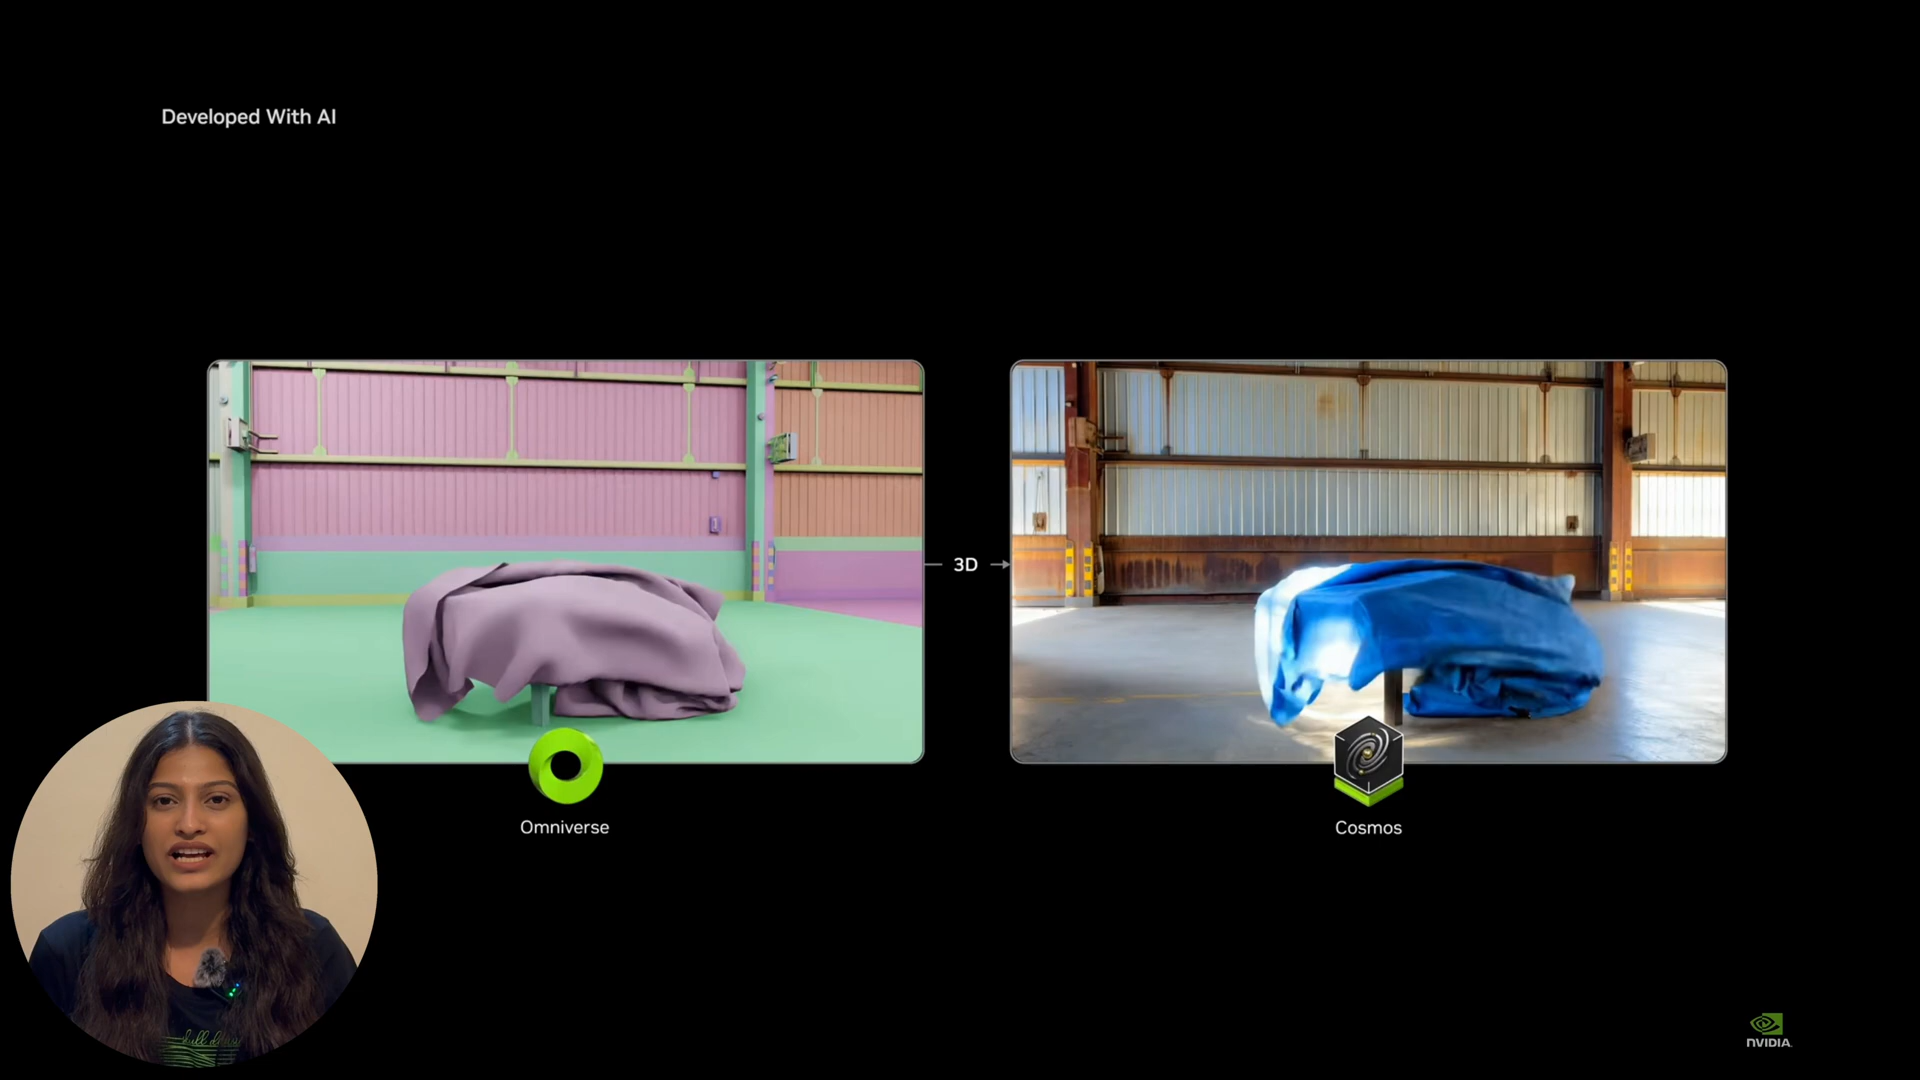 Developed With AI
3D
Omniverse
Cosmos
NVIDIA